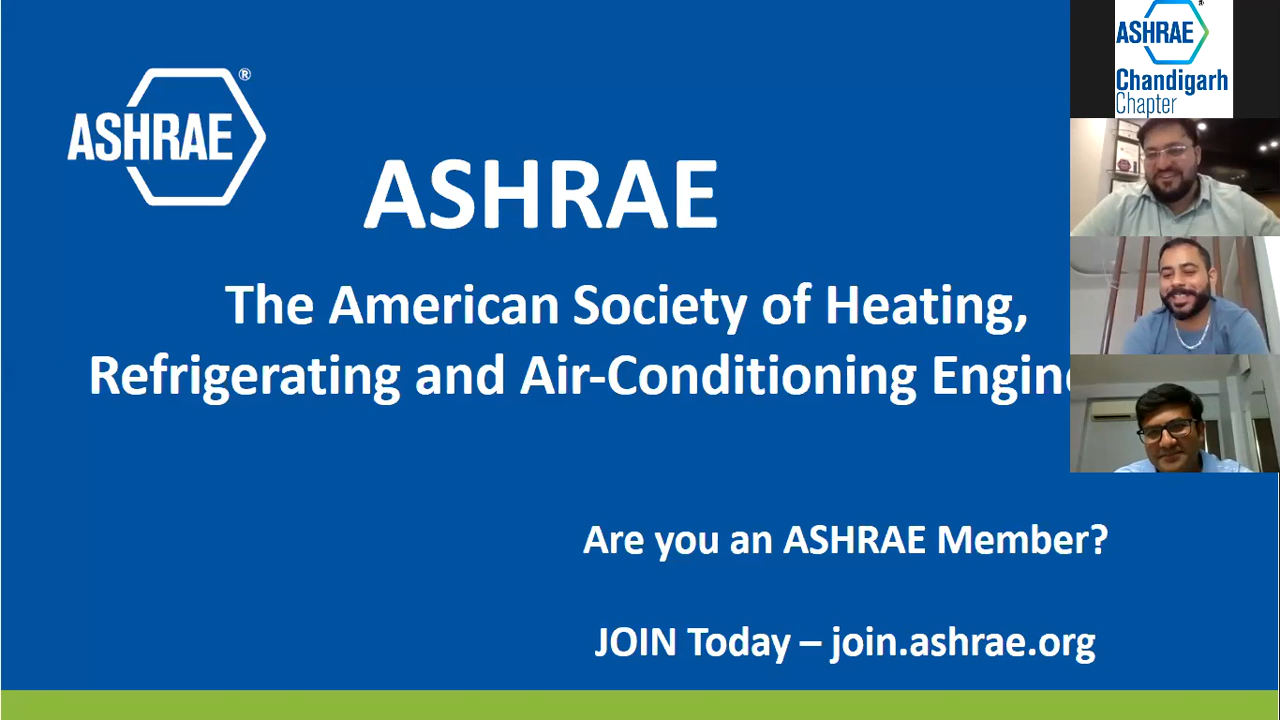 ASHRAE
®
ASHRAE
The American Society of Heating,
Refrigerating and Air-Conditioning
Are you an ASHRAE Member?
JOIN Today – join.ashrae.org
ASHRAE
®
Chandigarh
Chapter